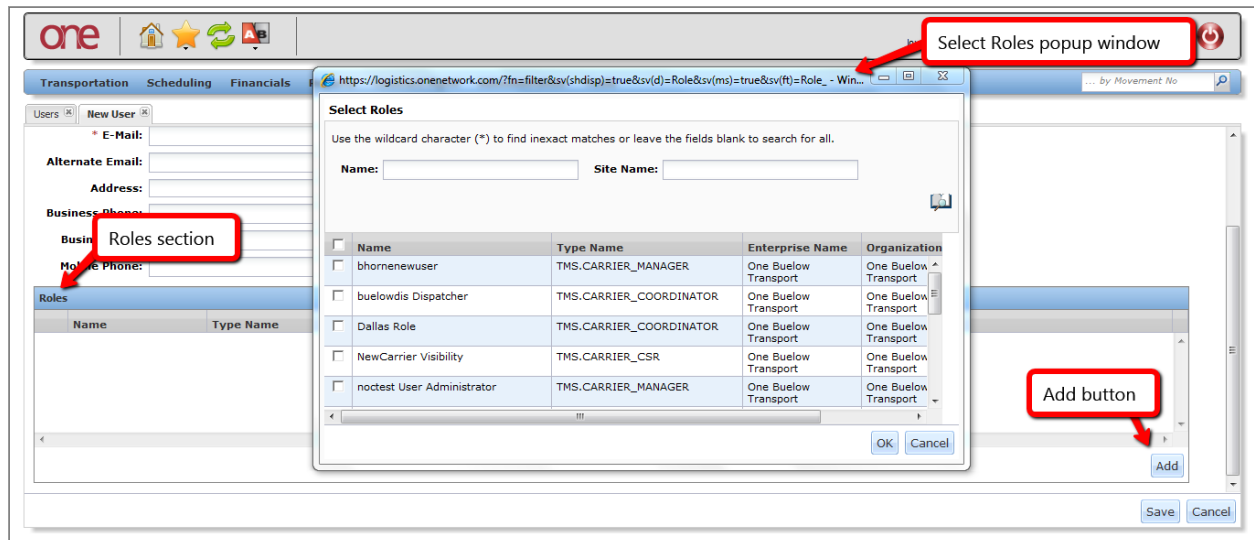 one
AB
Select Roles popup window
Transportation Scheduling Financials
... by Movement No
https://logistics.onenetwork.com/?fn=filter&sv(shdisp)=true&sv(d)=Role&sv(ms)=true&sv(ft)=Role_ - Win...
Users New User
Select Roles
* E-Mail:
Use the wildcard character (*) to find inexact matches or leave the fields blank to search for all.
Alternate Email:
Name: Site Name:
Address:
Business Phone:
Roles section
Mobile Phone:
Name Type Name Enterprise Name Organization
bhornenewuser TMS.CARRIER_MANAGER One Buelow Transport One Buelow Transport
buelowdis Dispatcher TMS.CARRIER_COORDINATOR One Buelow Transport One Buelow Transport
Dallas Role TMS.CARRIER_COORDINATOR One Buelow Transport One Buelow Transport
NewCarrier Visibility TMS.CARRIER_CSR One Buelow Transport One Buelow Transport
noctest User Administrator TMS.CARRIER_MANAGER One Buelow Transport One Buelow Transport
Roles
Name Type Name
OK Cancel
Add button
Add
Save Cancel